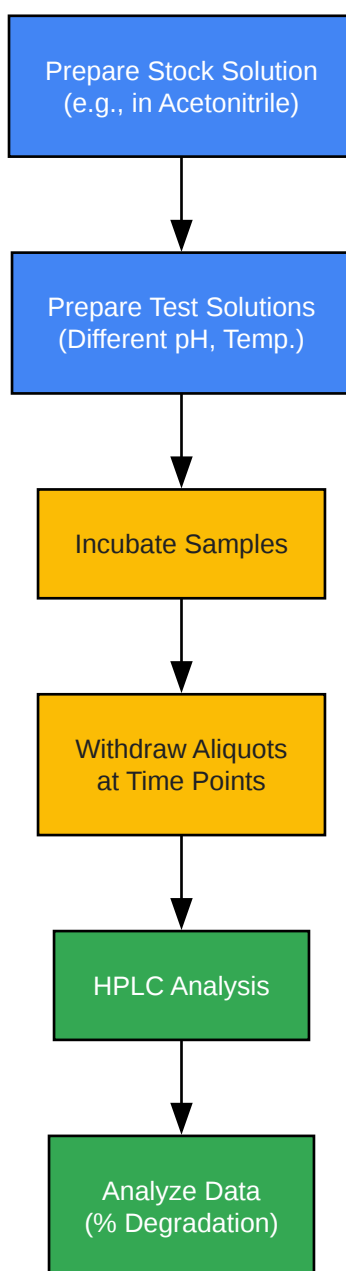 Prepare Stock Solution
(e.g., in Acetonitrile)
Prepare Test Solutions
(Different pH, Temp.)
Incubate Samples
Withdraw Aliquots
at Time Points
HPLC Analysis
Analyze Data
(% Degradation)